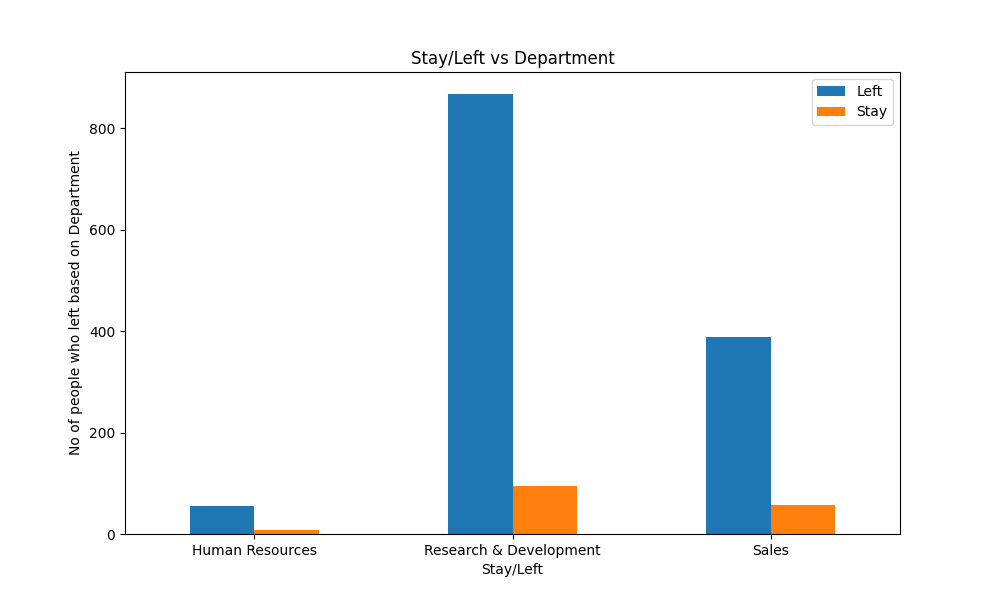 Stay/Left vs Department
Left
Stay
No of people who left based on Department
800
600
400
200
0
Human Resources
Research & Development
Sales
Stay/Left